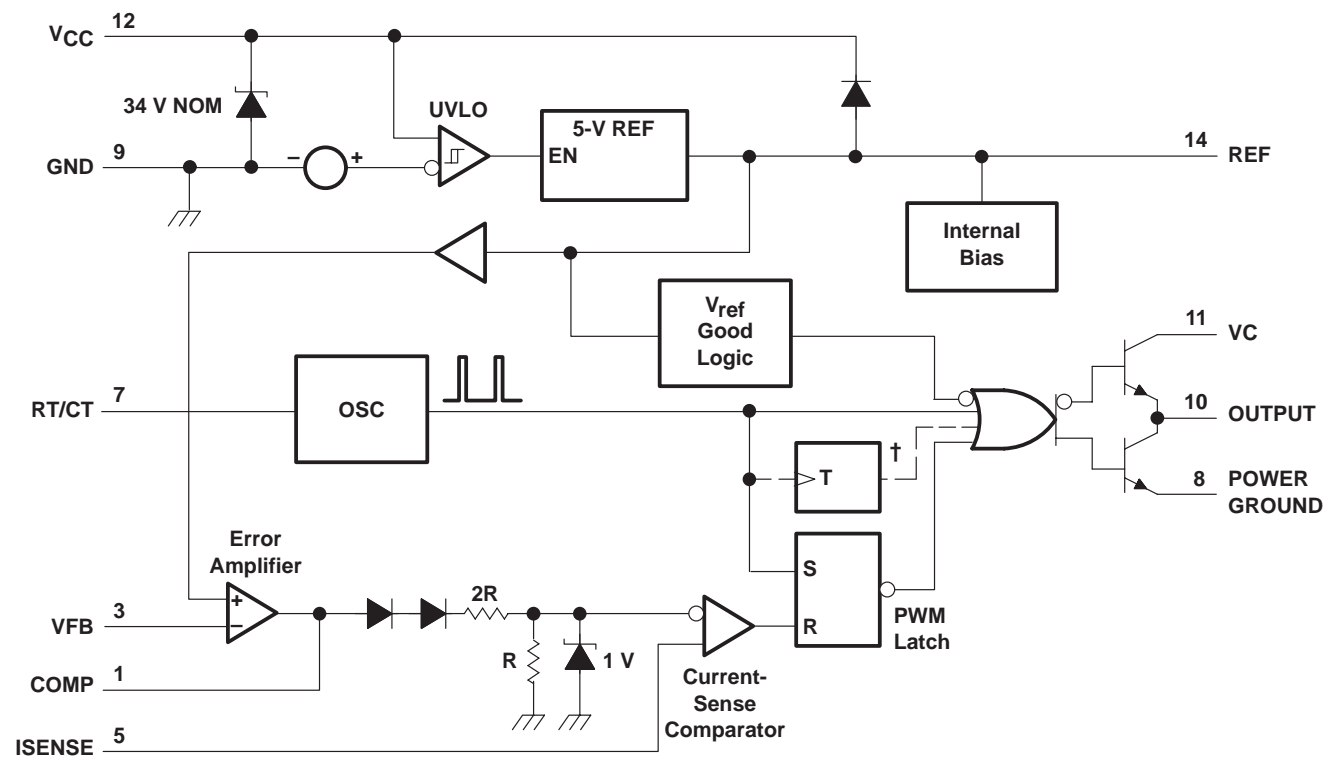 VCC
12
34 V NOM
UVLO
5-V REF
EN
GND
9
–
+
14
REF
Internal
Bias
Vref
Good
Logic
11
VC
RT/CT
7
OSC
10
OUTPUT
†
T
8
POWER
GROUND
Error
Amplifier
+
–
VFB
3
2R
S
R
PWM
Latch
R
1 V
COMP
1
Current-
Sense
Comparator
ISENSE
5